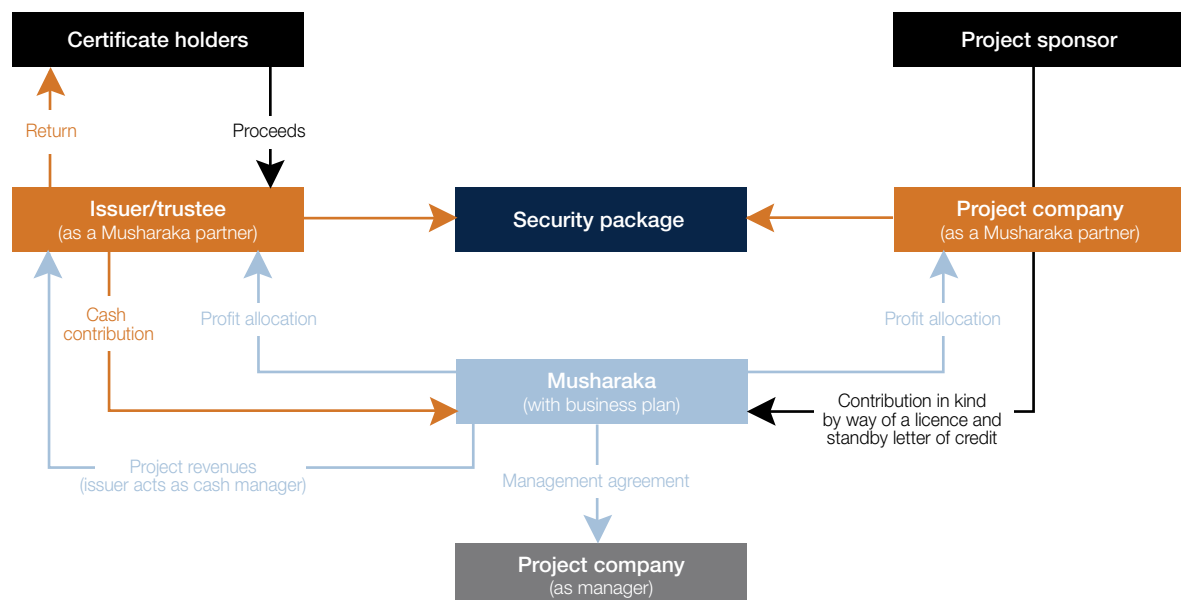 Certificate holders
Project sponsor
Return
Proceeds
Issuer/trustee
(as a Musharaka partner)
Security package
Project company
(as a Musharaka partner)
Cash
contribution
Profit allocation
Profit allocation
Musharaka
(with business plan)
Contribution in kind
by way of a licence and
standby letter of credit
Project revenues
(issuer acts as cash manager)
Management agreement
Project company
(as manager)